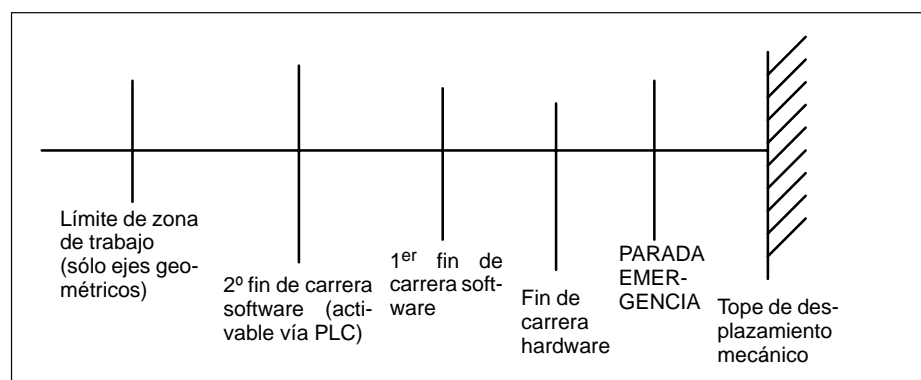 Límite de zona
de trabajo
(sólo ejes geo-
métricos)
2º fin de carrera
software (acti-
vable vía PLC)
1er fin de
carrera soft-
ware
Fin de
carrera
hardware
PARADA
EMER-
GENCIA
Tope de des-
plazamiento
mecánico